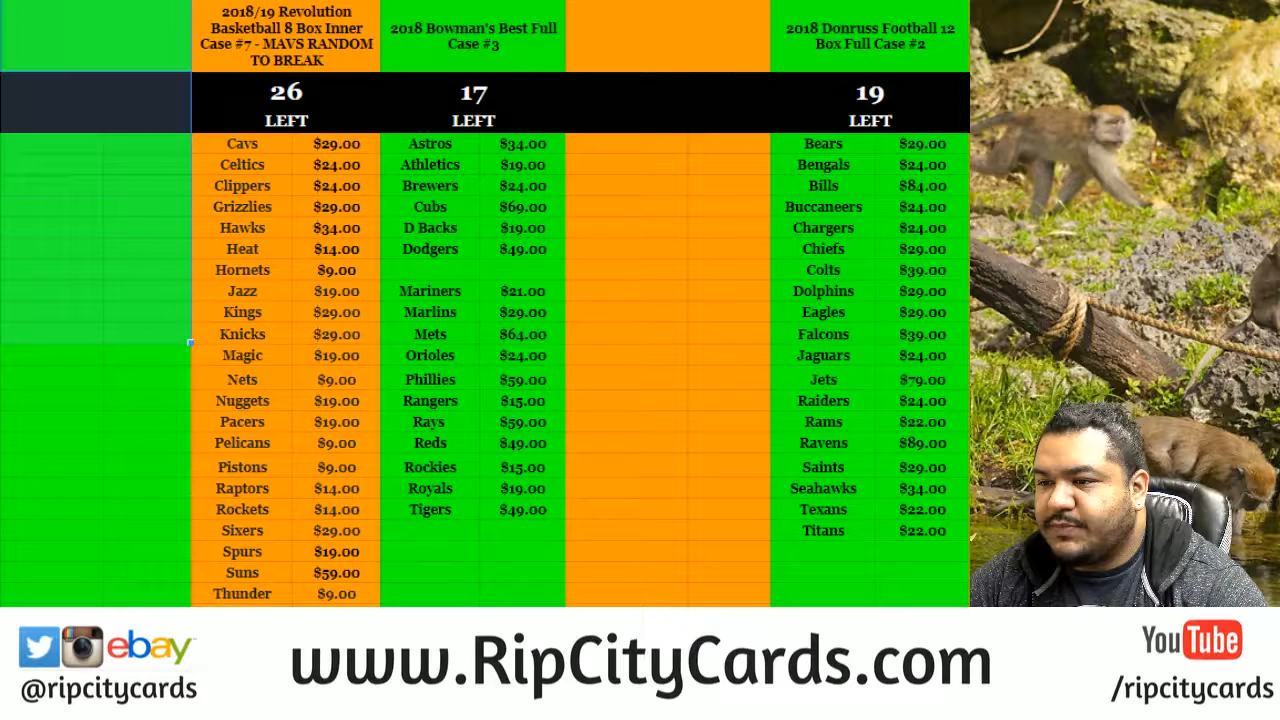 2018/19 Revolution
Basketball 8 Box Inner
Case #7 - MAVS RANDOM
TO BREAK
26
LEFT
Cavs $29.00
Celtics $24.00
Clippers $24.00
Grizzlies $29.00
Hawks $34.00
Heat $14.00
Hornets $9.00
Jazz $19.00
Kings $29.00
Knicks $29.00
Magic $19.00
Nets $9.00
Nuggets $19.00
Pacers $19.00
Pelicans $9.00
Pistons $9.00
Raptors $14.00
Rockets $14.00
Sixers $29.00
Spurs $19.00
Suns $59.00
Thunder $9.00
2018 Bowman's Best Full
Case #3
17
LEFT
Astros $34.00
Athletics $19.00
Brewers $24.00
Cubs $69.00
D Backs $19.00
Dodgers $49.00
Mariners $21.00
Marlins $29.00
Mets $64.00
Orioles $24.00
Phillies $59.00
Rangers $15.00
Rays $59.00
Reds $49.00
Rockies $15.00
Royals $19.00
Tigers $49.00
2018 Donruss Football 12
Box Full Case #2
19
LEFT
Bears $29.00
Bengals $24.00
Bills $84.00
Buccaneers $24.00
Chargers $24.00
Chiefs $29.00
Colts $39.00
Dolphins $29.00
Eagles $29.00
Falcons $39.00
Jaguars $24.00
Jets $79.00
Raiders $24.00
Rams $22.00
Ravens $89.00
Saints $29.00
Seahawks $34.00
Texans $22.00
Titans $22.00
ebay
@ripcitycards
www.RipCityCards.com
YouTube
/ripcitycards